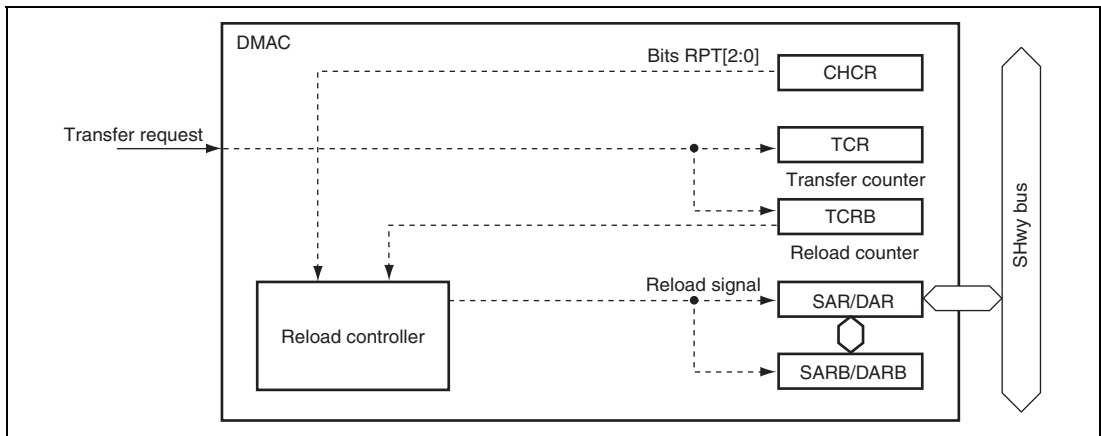 DMAC
Bits RPT[2:0]
CHCR
Transfer request
TCR
Transfer counter
TCRB
Reload counter
SHwy bus
Reload signal
SAR/DAR
Reload controller
SARB/DARB